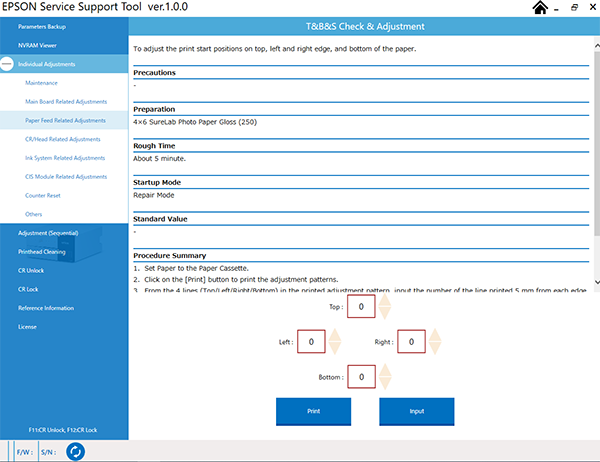 EPSON Service Support Tool ver.1.0.0
Parameters Backup
NVRAM Viewer
Individual Adjustments
Maintenance
Main Board Related Adjustments
Paper Feed Related Adjustments
CR/Head Related Adjustments
Ink System Related Adjustments
CIS Module Related Adjustments
Counter Reset
Others
Adjustment (Sequential)
Printhead Cleaning
CR Unlock
CR Lock
Reference Information
License
F11:CR Unlock, F12:CR Lock
T&B&S Check & Adjustment
To adjust the print start positions on top, left and right edge, and bottom of the paper.
Precautions
-
Preparation
4×6 SureLab Photo Paper Gloss (250)
Rough Time
About 5 minute.
Startup Mode
Repair Mode
Standard Value
-
Procedure Summary
1. Set Paper to the Paper Cassette.
2. Click on the [Print] button to print the adjustment patterns.
3. From the 4 lines (Top/Left/Right/Bottom) in the printed adjustment pattern, input the number of the line printed 5 mm from each edge
Top : 0
Left : 0 Right : 0
Bottom : 0
Print Input
F/W : S/N :